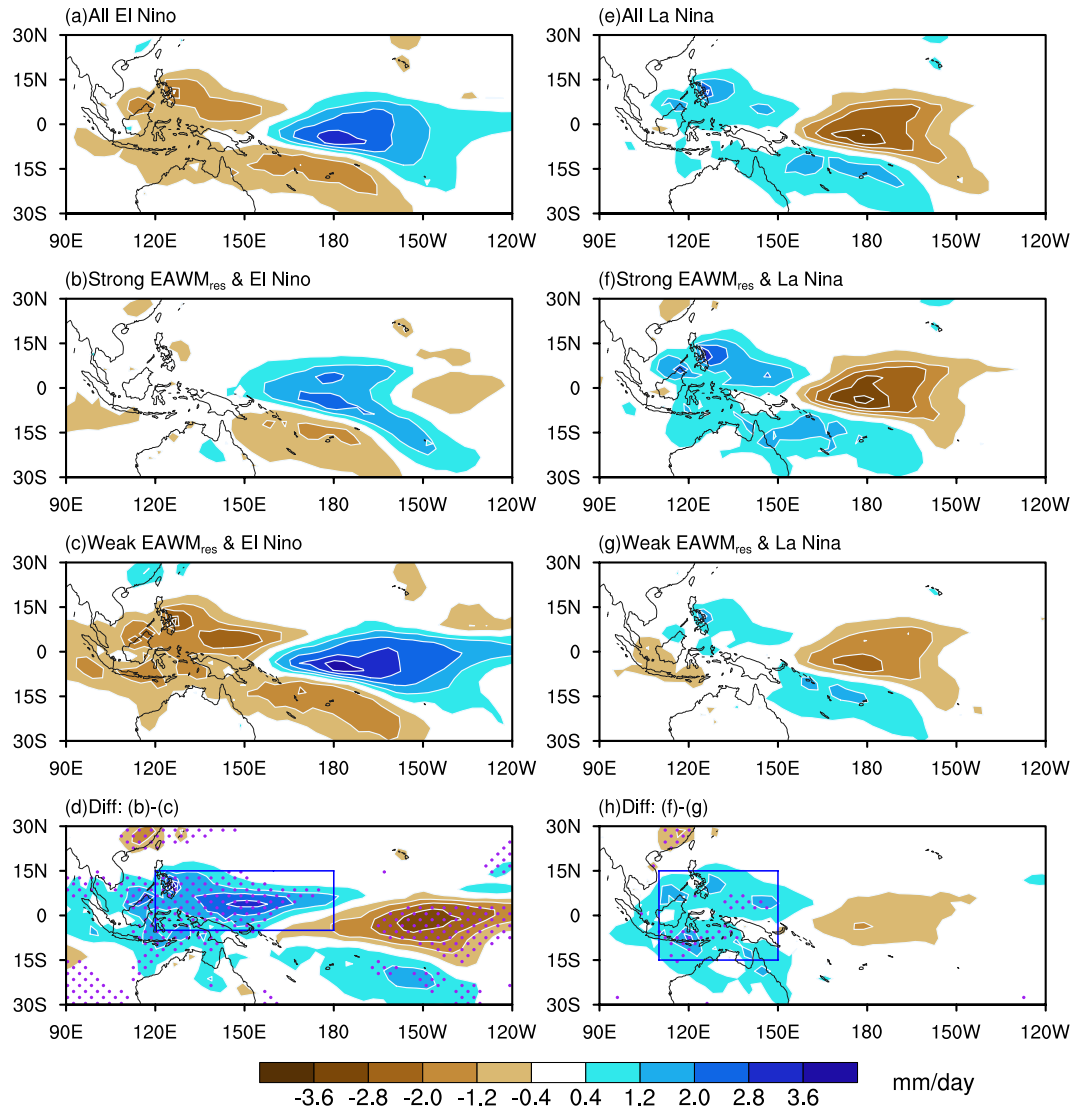 (a)All El Nino
30N
15N
0
15S
30S
90E 120E 150E 180 150W 120W
(e)All La Nina
30N
15N
0
15S
30S
90E 120E 150E 180 150W 120W
(b)Strong EAWMres & El Nino
30N
15N
0
15S
30S
90E 120E 150E 180 150W 120W
(f)Strong EAWMres & La Nina
30N
15N
0
15S
30S
90E 120E 150E 180 150W 120W
(c)Weak EAWMres & El Nino
30N
15N
0
15S
30S
90E 120E 150E 180 150W 120W
(g)Weak EAWMres & La Nina
30N
15N
0
15S
30S
90E 120E 150E 180 150W 120W
(d)Diff: (b)-(c)
30N
15N
0
15S
30S
90E 120E 150E 180 150W 120W
(h)Diff: (f)-(g)
30N
15N
0
15S
30S
90E 120E 150E 180 150W 120W
-3.6 -2.8 -2.0 -1.2 -0.4 0.4 1.2 2.0 2.8 3.6 mm/day